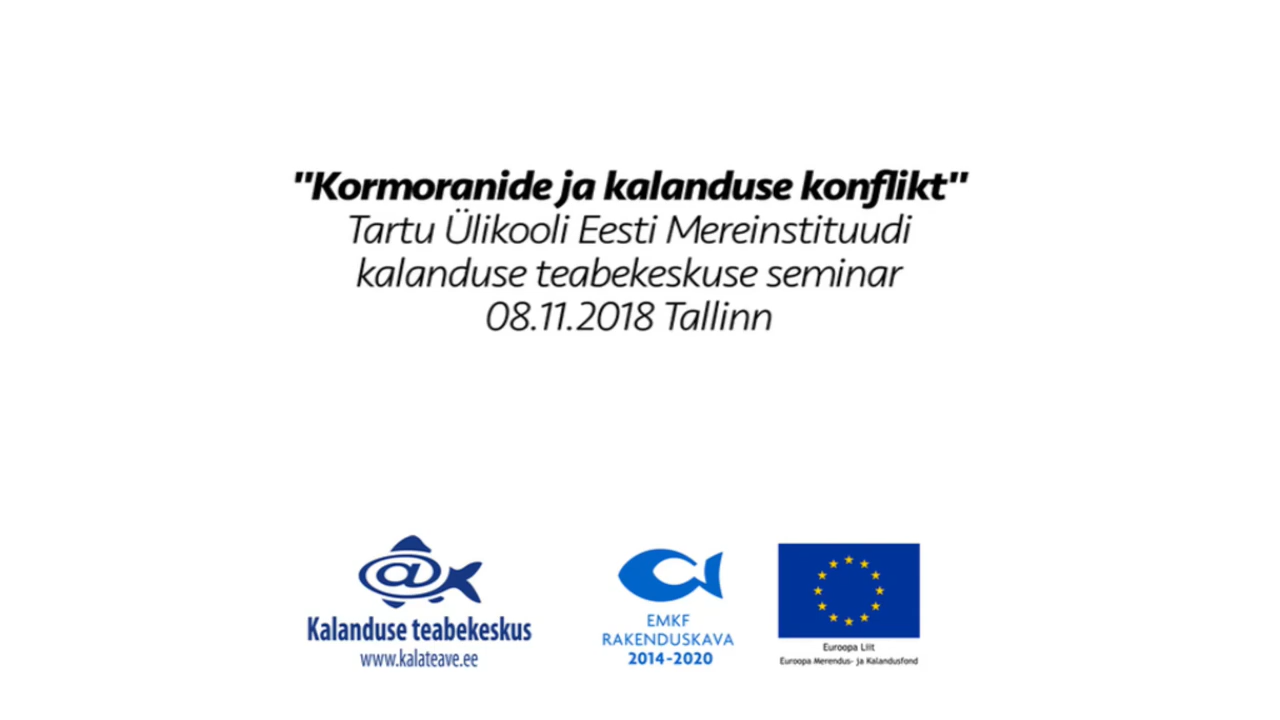 "Kormoranide ja kalanduse konflikt"
Tartu Ülikooli Eesti Mereinstituudi
kalanduse teabekeskuse seminar
08.11.2018 Tallinn
@
Kalanduse teabekeskus
www.kalateave.ee
EMKF
RAKENDUSKAVA
2014-2020
Euroopa Liit
Euroopa Merendus- ja Kalandusfond